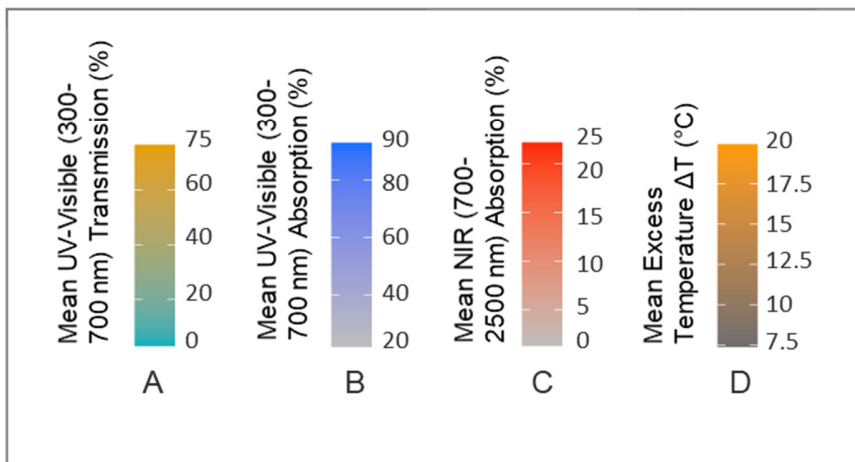 Mean UV-Visible (300-
700 nm) Transmission (%)
75
60
40
20
0
A
Mean UV-Visible (300-
700 nm) Absorption (%)
90
80
60
40
20
B
Mean NIR (700-
2500 nm) Absorption (%)
25
20
15
10
5
0
C
Mean Excess
Temperature ΔT (°C)
20
17.5
15
12.5
10
7.5
D